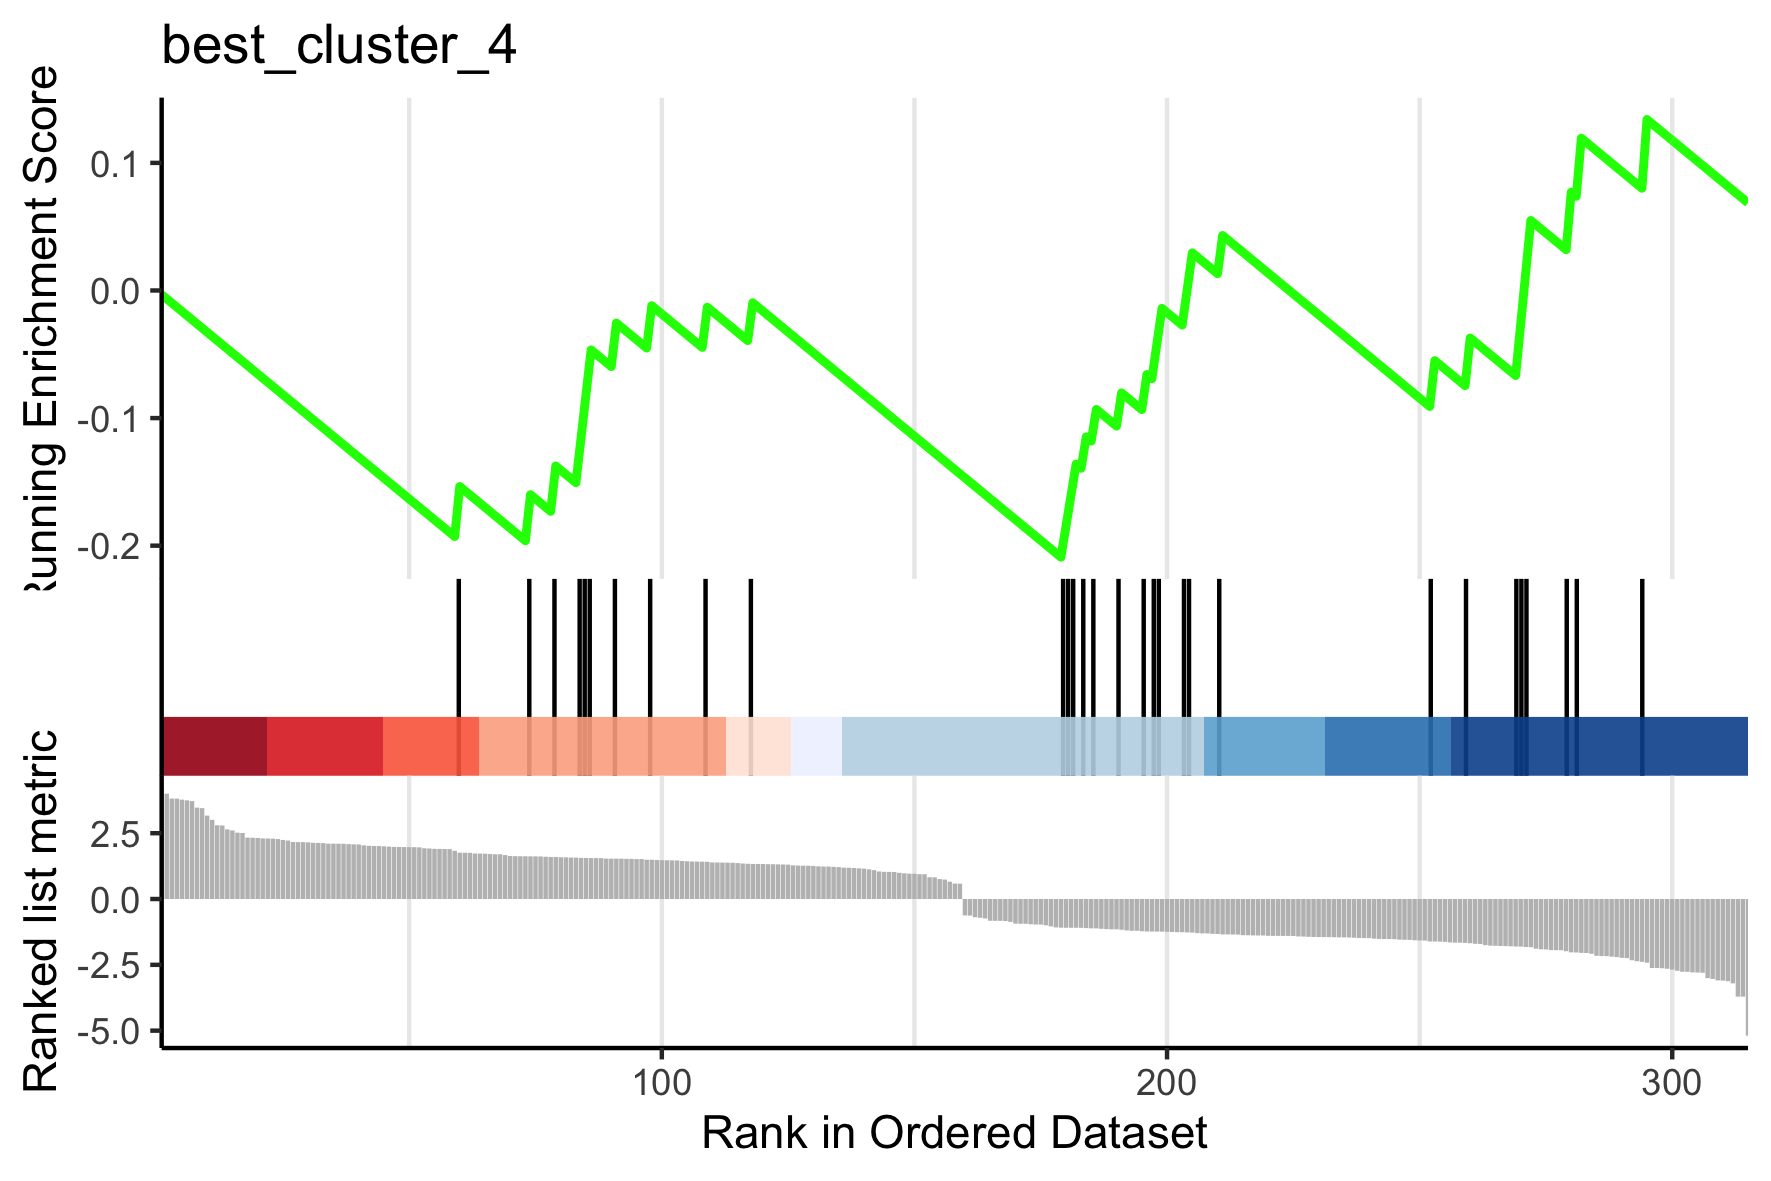 best_cluster_4
Running Enrichment Score
0.1
0.0
-0.1
-0.2
Ranked list metric
2.5
0.0
-2.5
-5.0
100
200
300
Rank in Ordered Dataset